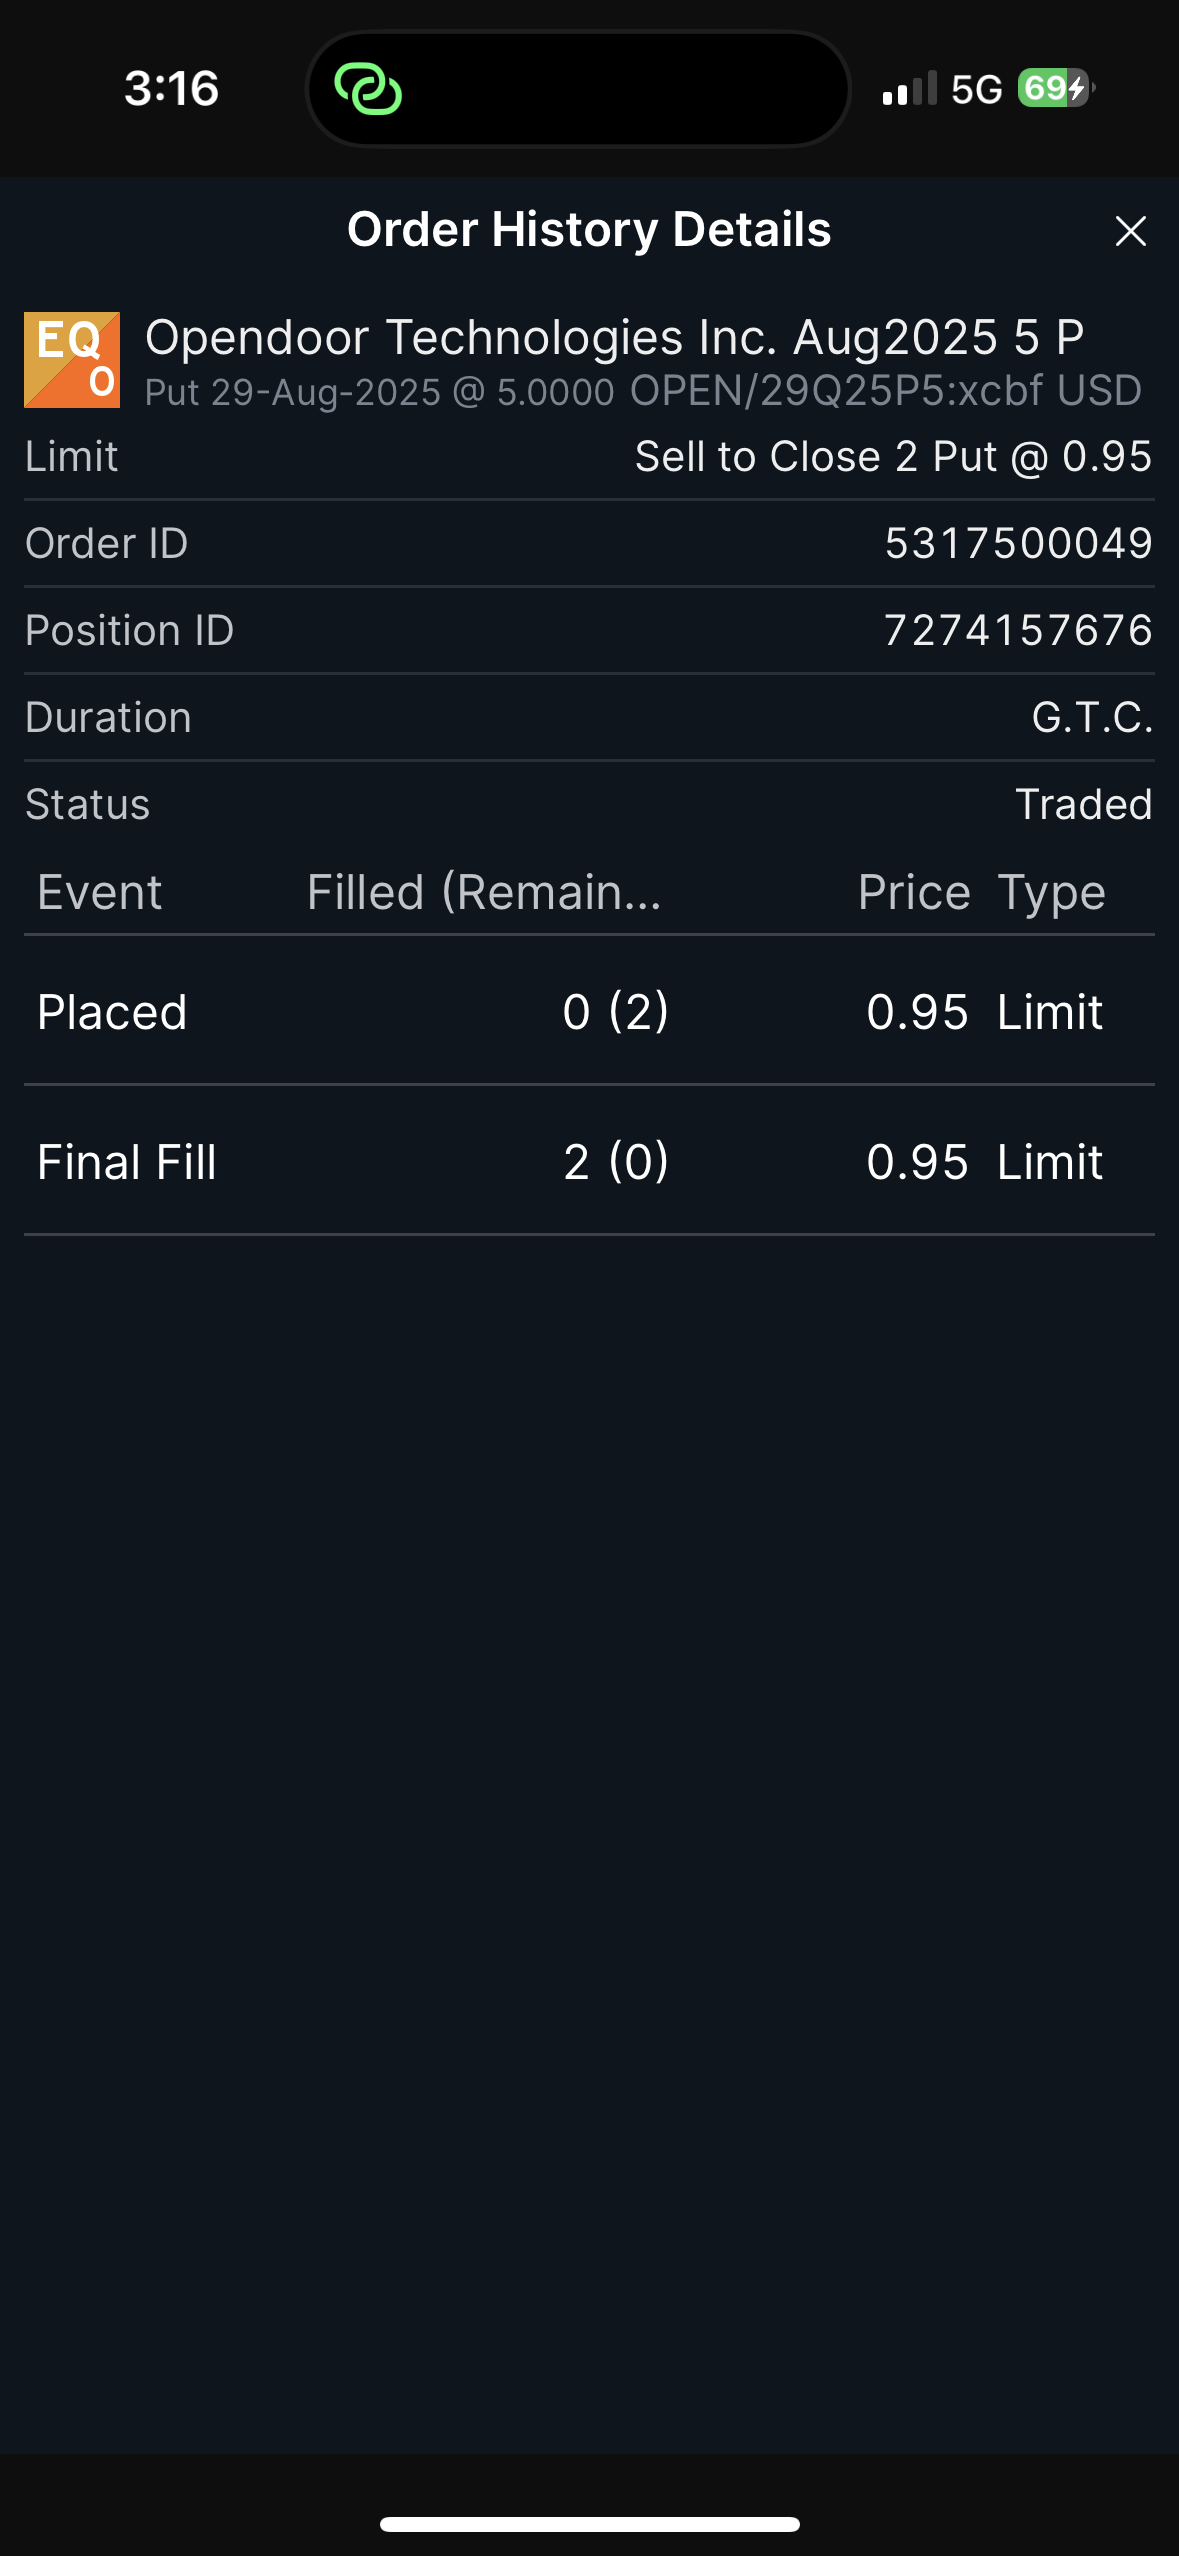 3:16
5G 69
Order History Details
EQ
O
Opendoor Technologies Inc. Aug2025 5 P
Put 29-Aug-2025 @ 5.0000 OPEN/29Q25P5:xcbf USD
Limit Sell to Close 2 Put @ 0.95
Order ID 5317500049
Position ID 7274157676
Duration G.T.C.
Status Traded
Event Filled (Remain... Price Type
Placed 0 (2) 0.95 Limit
Final Fill 2 (0) 0.95 Limit